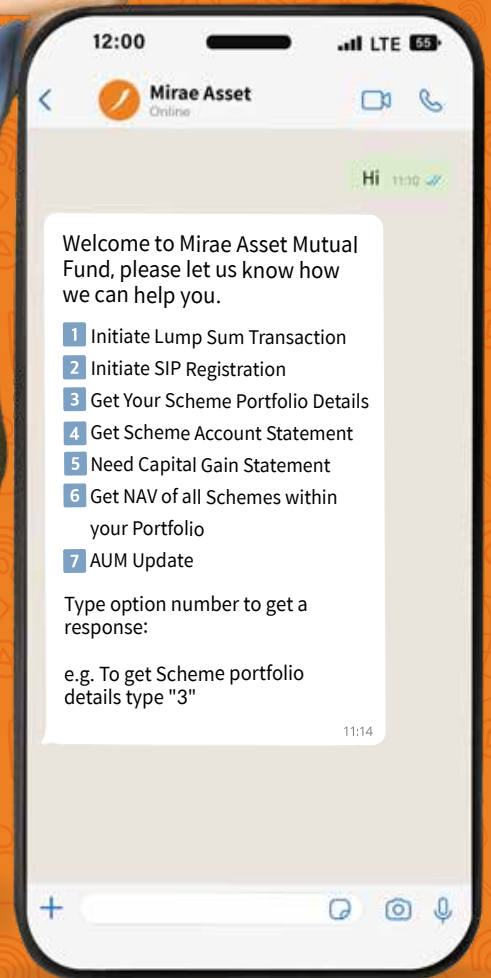 12:00
LTE 55
Mirae Asset
Online
Hi 11:10
Welcome to Mirae Asset Mutual
Fund, please let us know how
we can help you.
1 Initiate Lump Sum Transaction
2 Initiate SIP Registration
3 Get Your Scheme Portfolio Details
4 Get Scheme Account Statement
5 Need Capital Gain Statement
6 Get NAV of all Schemes within
your Portfolio
7 AUM Update
Type option number to get a
response:
e.g. To get Scheme portfolio
details type "3"
11:14